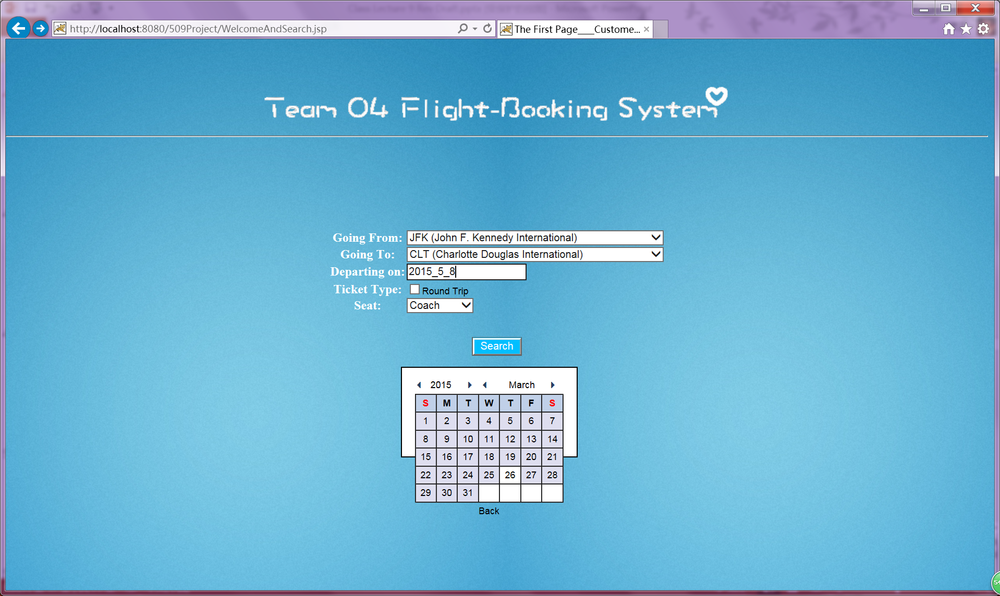 http://localhost:8080/509Project/WelcomeAndSearch.jsp
The First Page____Custome...
Team 04 Flight-Booking System
Going From: JFK (John F. Kennedy International)
Going To: CLT (Charlotte Douglas International)
Departing on: 2015_5_8
Ticket Type: Round Trip
Seat: Coach
Search
2015 March
S M T W T F S
1 2 3 4 5 6 7
8 9 10 11 12 13 14
15 16 17 18 19 20 21
22 23 24 25 26 27 28
29 30 31
Back